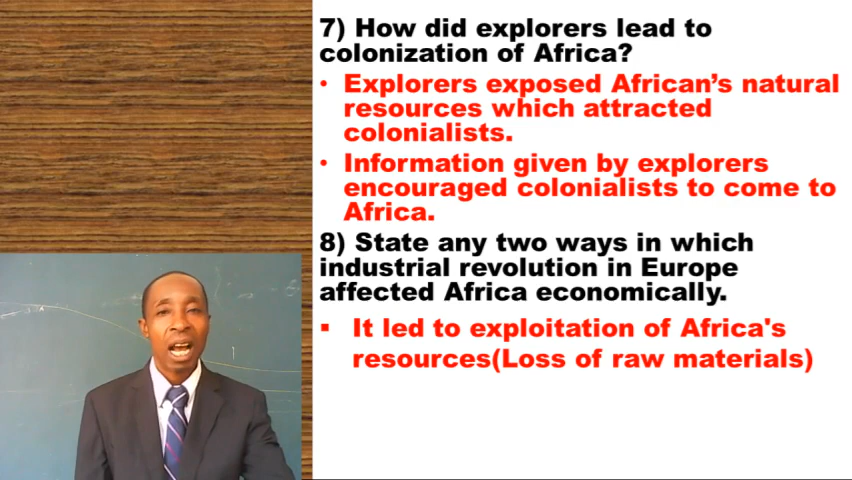 7) How did explorers lead to
colonization of Africa?
• Explorers exposed African’s natural
resources which attracted
colonialists.
• Information given by explorers
encouraged colonialists to come to
Africa.
8) State any two ways in which
industrial revolution in Europe
affected Africa economically.
▪ It led to exploitation of Africa's
resources(Loss of raw materials)